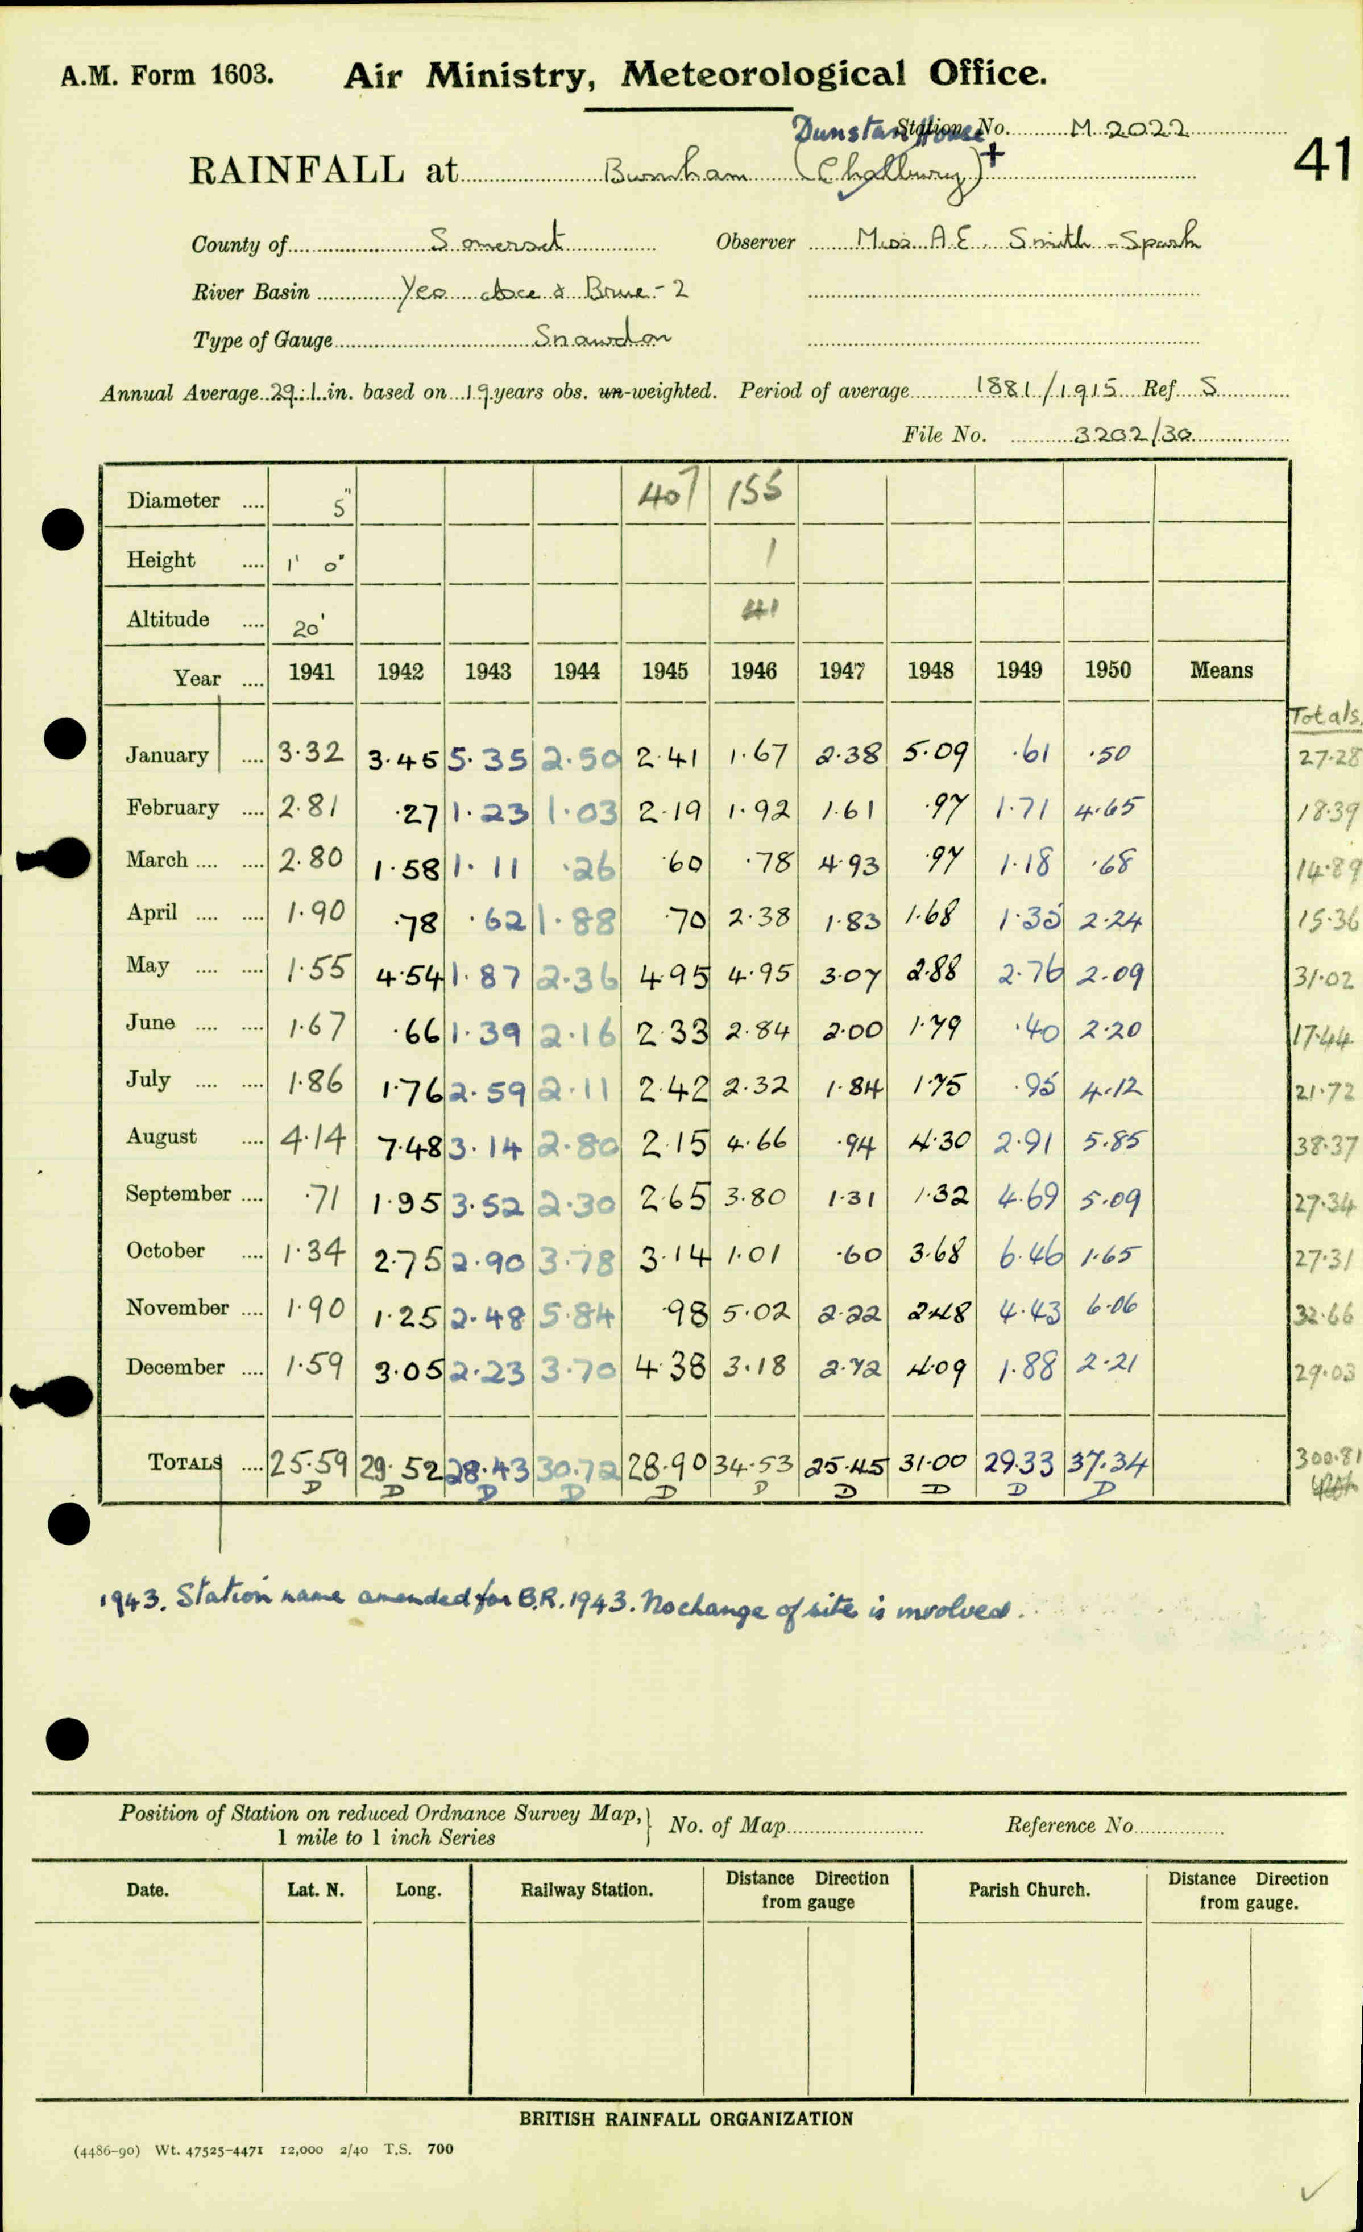 A.M. Form 1603. Air Ministry, Meteorological Office.
Dunstan House Station No. M 2022
41
RAINFALL at Burnham (Chalbury) +
County of Somerset Observer Miss A.E. Smith-Spark
River Basin Yeo Axe & Brue - 2
Type of Gauge Snowdon
Annual Average 29.1 in. based on 19 years obs. un-weighted. Period of average 1881/1915 Ref. S
File No. 3202/30
Diameter .... 5" 407 155
Height .... 1' 0" 1
Altitude .... 20' 41
Year .... 1941 1942 1943 1944 1945 1946 1947 1948 1949 1950 Means
Totals.
January .... 3.32 3.45 5.35 2.50 2.41 1.67 2.38 5.09 .61 .50 27.28
February .... 2.81 .27 1.23 1.03 2.19 1.92 1.61 .97 1.71 4.65 18.39
March .... .... 2.80 1.58 1.11 .26 .60 .78 4.93 .97 1.18 .68 14.89
April .... .... 1.90 .78 .62 1.88 .70 2.38 1.83 1.68 1.35 2.24 15.36
May .... .... 1.55 4.54 1.87 2.36 4.95 4.95 3.07 2.88 2.76 2.09 31.02
June .... .... 1.67 .66 1.39 2.16 2.33 2.84 2.00 1.79 .40 2.20 17.44
July .... .... 1.86 1.76 2.59 2.11 2.42 2.32 1.84 1.75 .95 4.12 21.72
August .... 4.14 7.48 3.14 2.80 2.15 4.66 .94 4.30 2.91 5.85 38.37
September .... .71 1.95 3.52 2.30 2.65 3.80 1.31 1.32 4.69 5.09 27.34
October .... 1.34 2.75 2.90 3.78 3.14 1.01 .60 3.68 6.46 1.65 27.31
November .... 1.90 1.25 2.48 5.84 .98 5.02 2.22 2.48 4.43 6.06 32.66
December .... 1.59 3.05 2.23 3.70 4.38 3.18 2.72 4.09 1.88 2.21 29.03
TOTALS .... 25.59 29.52 28.43 30.72 28.90 34.53 25.45 31.00 29.33 37.34 300.81
D D D D D D D D D D
1943. Station name amended for B.R. 1943. No change of site is involved.
Position of Station on reduced Ordnance Survey Map, } No. of Map Reference No.
1 mile to 1 inch Series
Date. Lat. N. Long. Railway Station. Distance Direction from gauge Parish Church. Distance Direction from gauge.
BRITISH RAINFALL ORGANIZATION
(4486-90) Wt. 47525-4471 12,000 2/40 T.S. 700